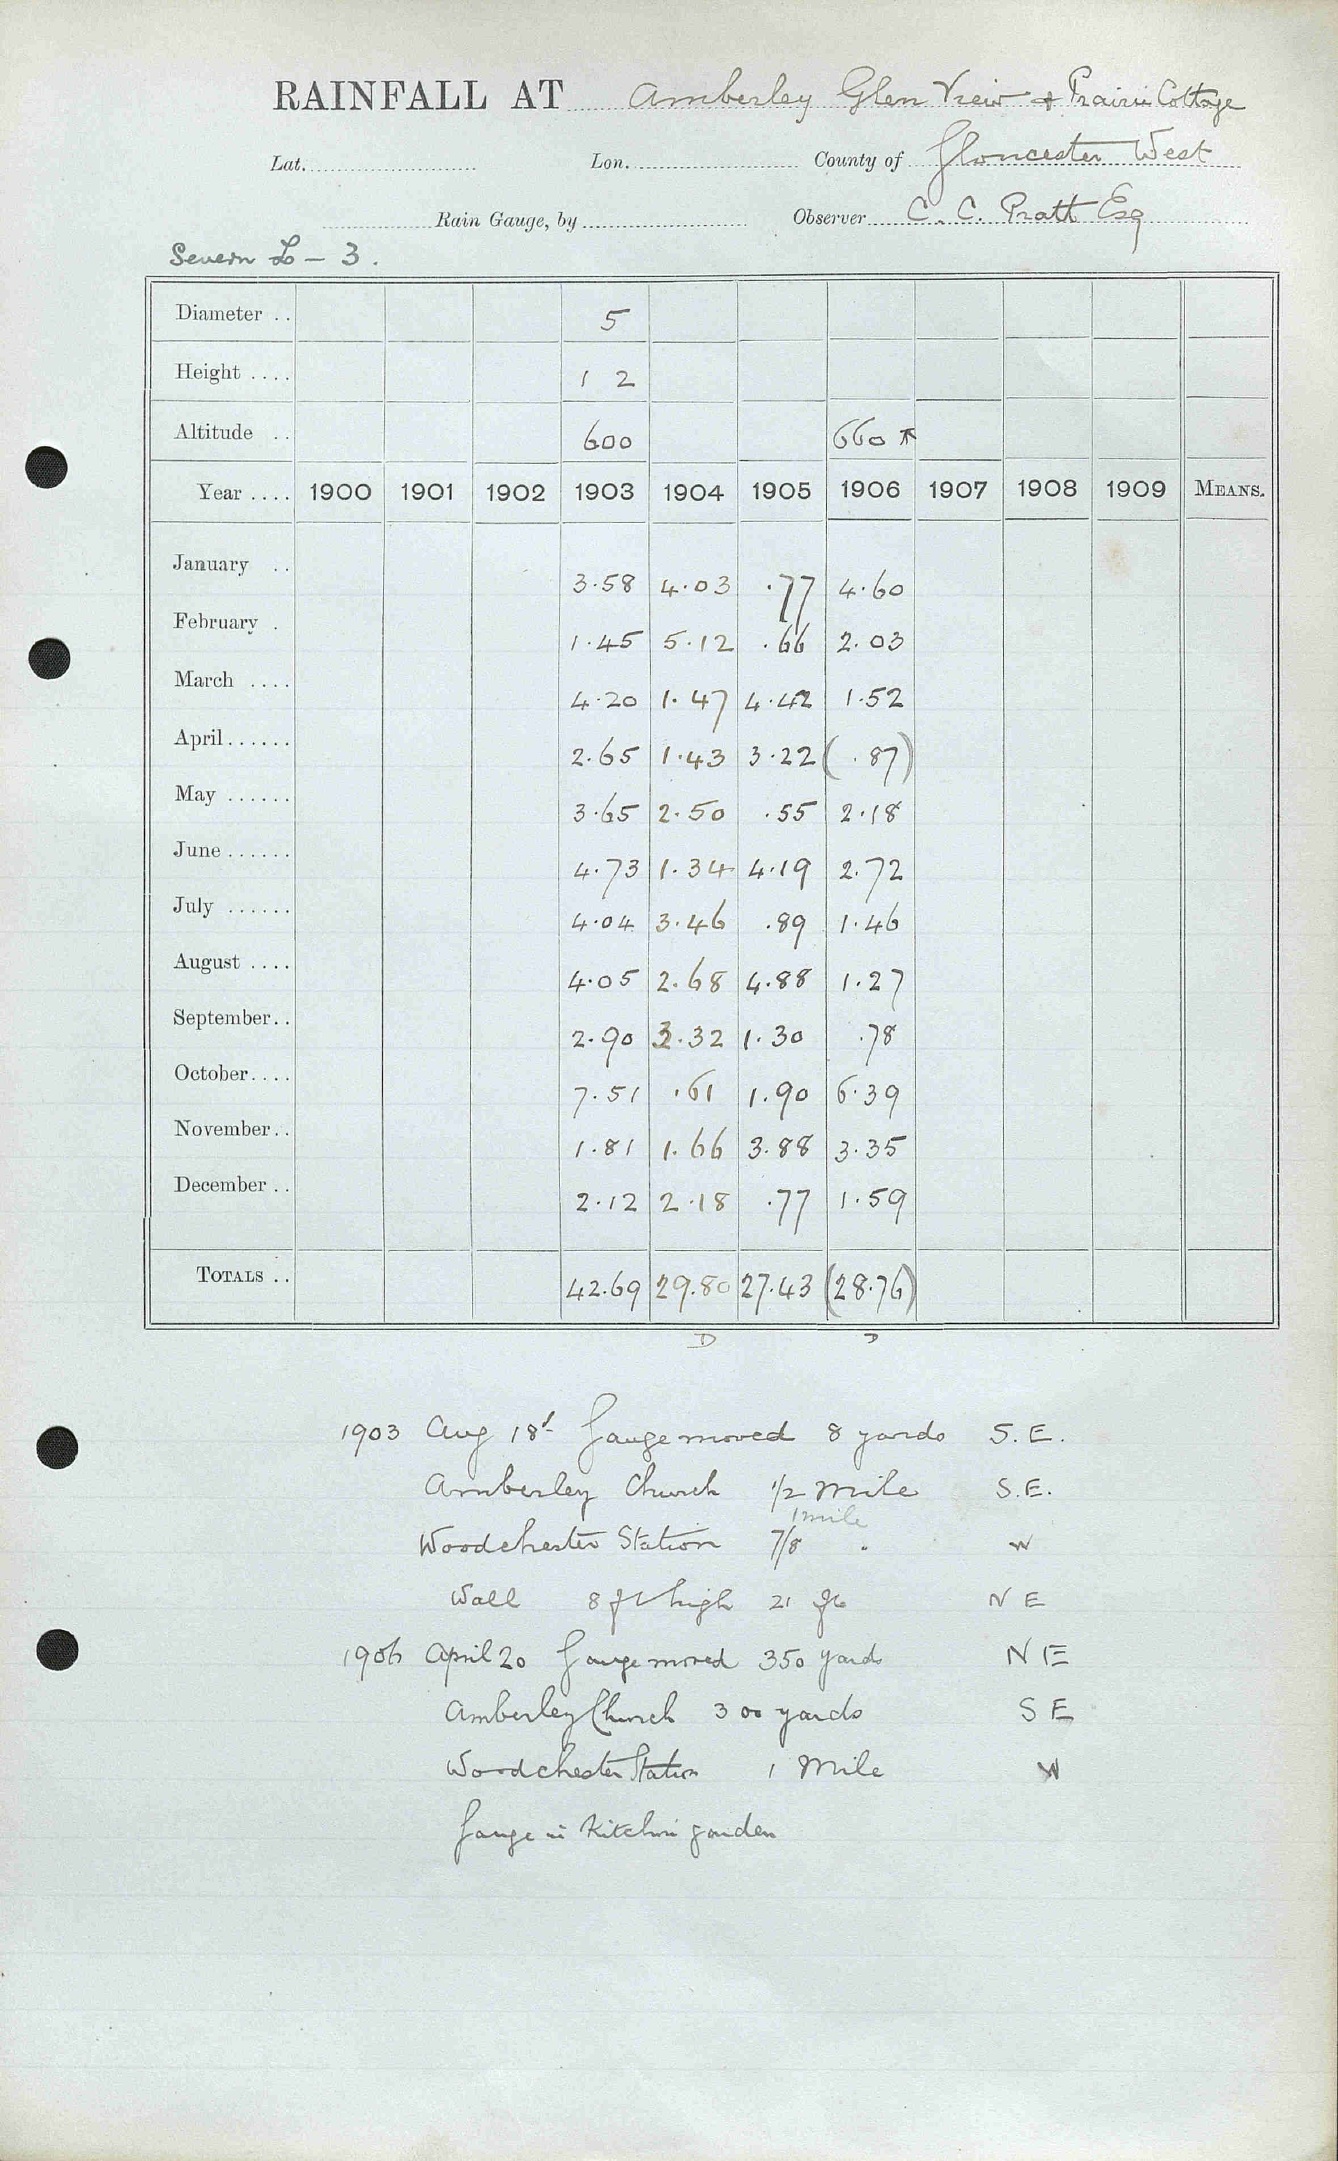 RAINFALL AT Amberley Glen View & Prairie Cottage
Lat. Lon. County of Gloucester West
Rain Gauge, by Observer C. C. Pratt Esq
Severn L - 3.
Diameter .. 5
Height .... 1 2
Altitude .. 600 660
Year .... 1900 1901 1902 1903 1904 1905 1906 1907 1908 1909 MEANS.
January .. 3.58 4.03 .77 4.60
February . 1.45 5.12 .66 2.03
March .... 4.20 1.47 4.42 1.52
April...... 2.65 1.43 3.22 ( .87)
May ...... 3.65 2.50 .55 2.18
June ...... 4.73 1.34 4.19 2.72
July ...... 4.04 3.46 .89 1.46
August .... 4.05 2.68 4.88 1.27
September.. 2.90 3.32 1.30 .78
October.... 7.51 .61 1.90 6.39
November.. 1.81 1.66 3.88 3.35
December .. 2.12 2.18 .77 1.59
TOTALS .. 42.69 29.80 27.43 (28.76)
D D
1903 Aug 18t Gauge moved 8 yards S.E.
Amberley Church 1/2 Mile S.E.
1 mile
Woodchester Station 7/8 " W
Wall 8 ft high 21 ft N E
1906 April 20 Gauge moved 350 yards N E
Amberley Church 300 yards S E
Woodchester Station 1 Mile W
Gauge in Kitchen garden